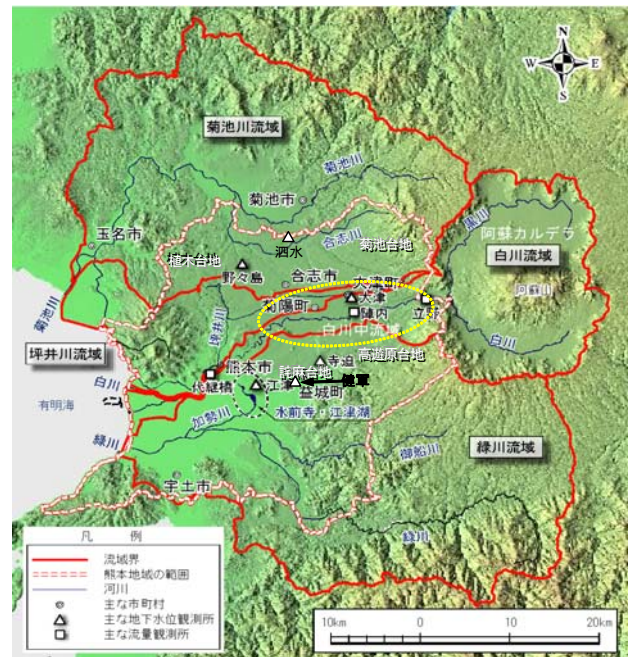 N
W
E
S
菊池川流域
菊池川
菊池市
玉名市
泗水
合志川
菊池台地
黒川
阿蘇カルデラ
白川流域
植木台地
野々島
合志市
大津町
大津
阿蘇山
菊陽町
陣内
立野
菊池川
坪井川
白川中流域
白川
坪井川流域
高遊原台地
寺迫
熊本市
託麻台地
白川
代継橋
江津
健軍
益城町
有明海
加勢川
水前寺・江津湖
緑川
御船川
緑川流域
宇土市
緑川
凡 例
流域界
熊本地域の範囲
河川
主な市町村
主な地下水位観測所
主な流量観測所
10km
0
10
20km